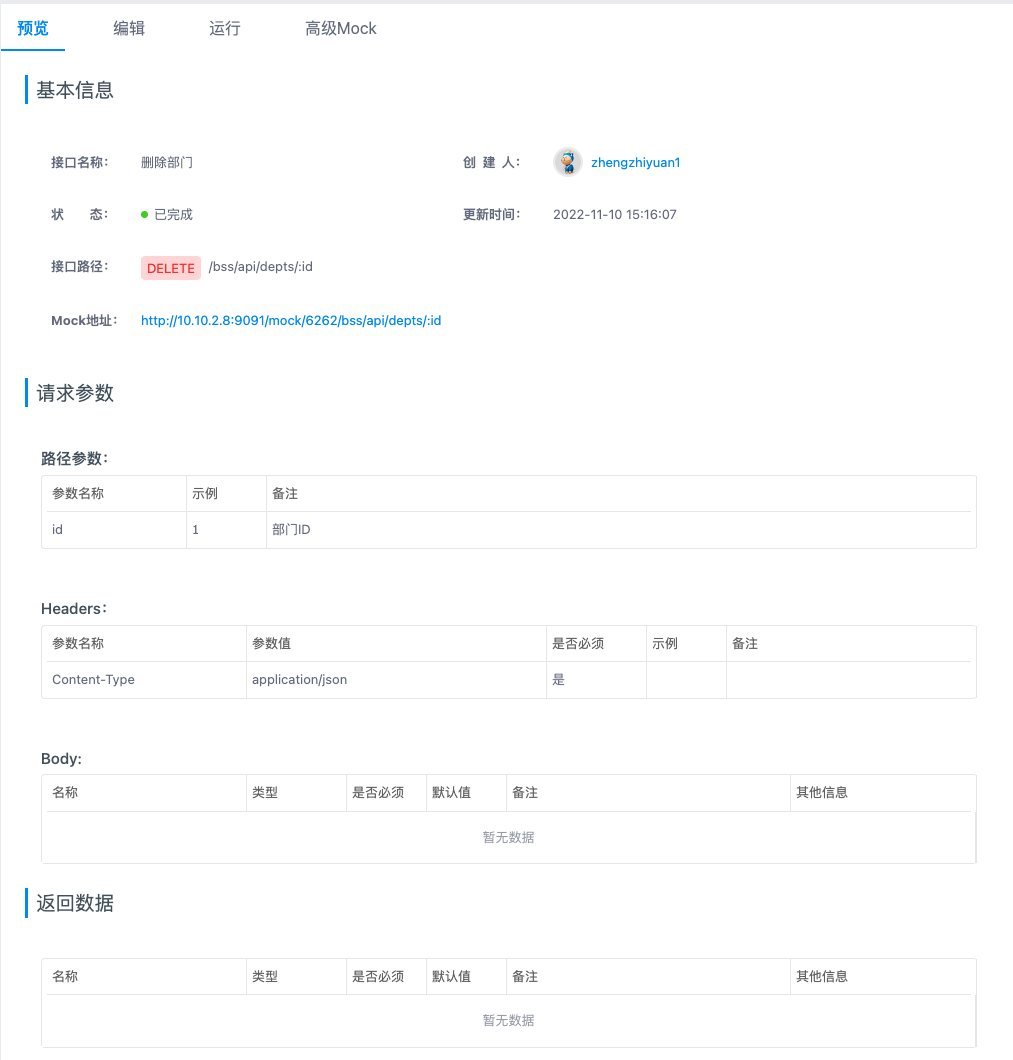 预览 编辑 运行 高级Mock
基本信息
接口名称： 删除部门 创 建 人： zhengzhiyuan1
状 态： 已完成 更新时间： 2022-11-10 15:16:07
接口路径： DELETE /bss/api/depts/:id
Mock地址： http://10.10.2.8:9091/mock/6262/bss/api/depts/:id
请求参数
路径参数：
参数名称 示例 备注
id 1 部门ID
Headers：
参数名称 参数值 是否必须 示例 备注
Content-Type application/json 是
Body:
名称 类型 是否必须 默认值 备注 其他信息
暂无数据
返回数据
名称 类型 是否必须 默认值 备注 其他信息
暂无数据